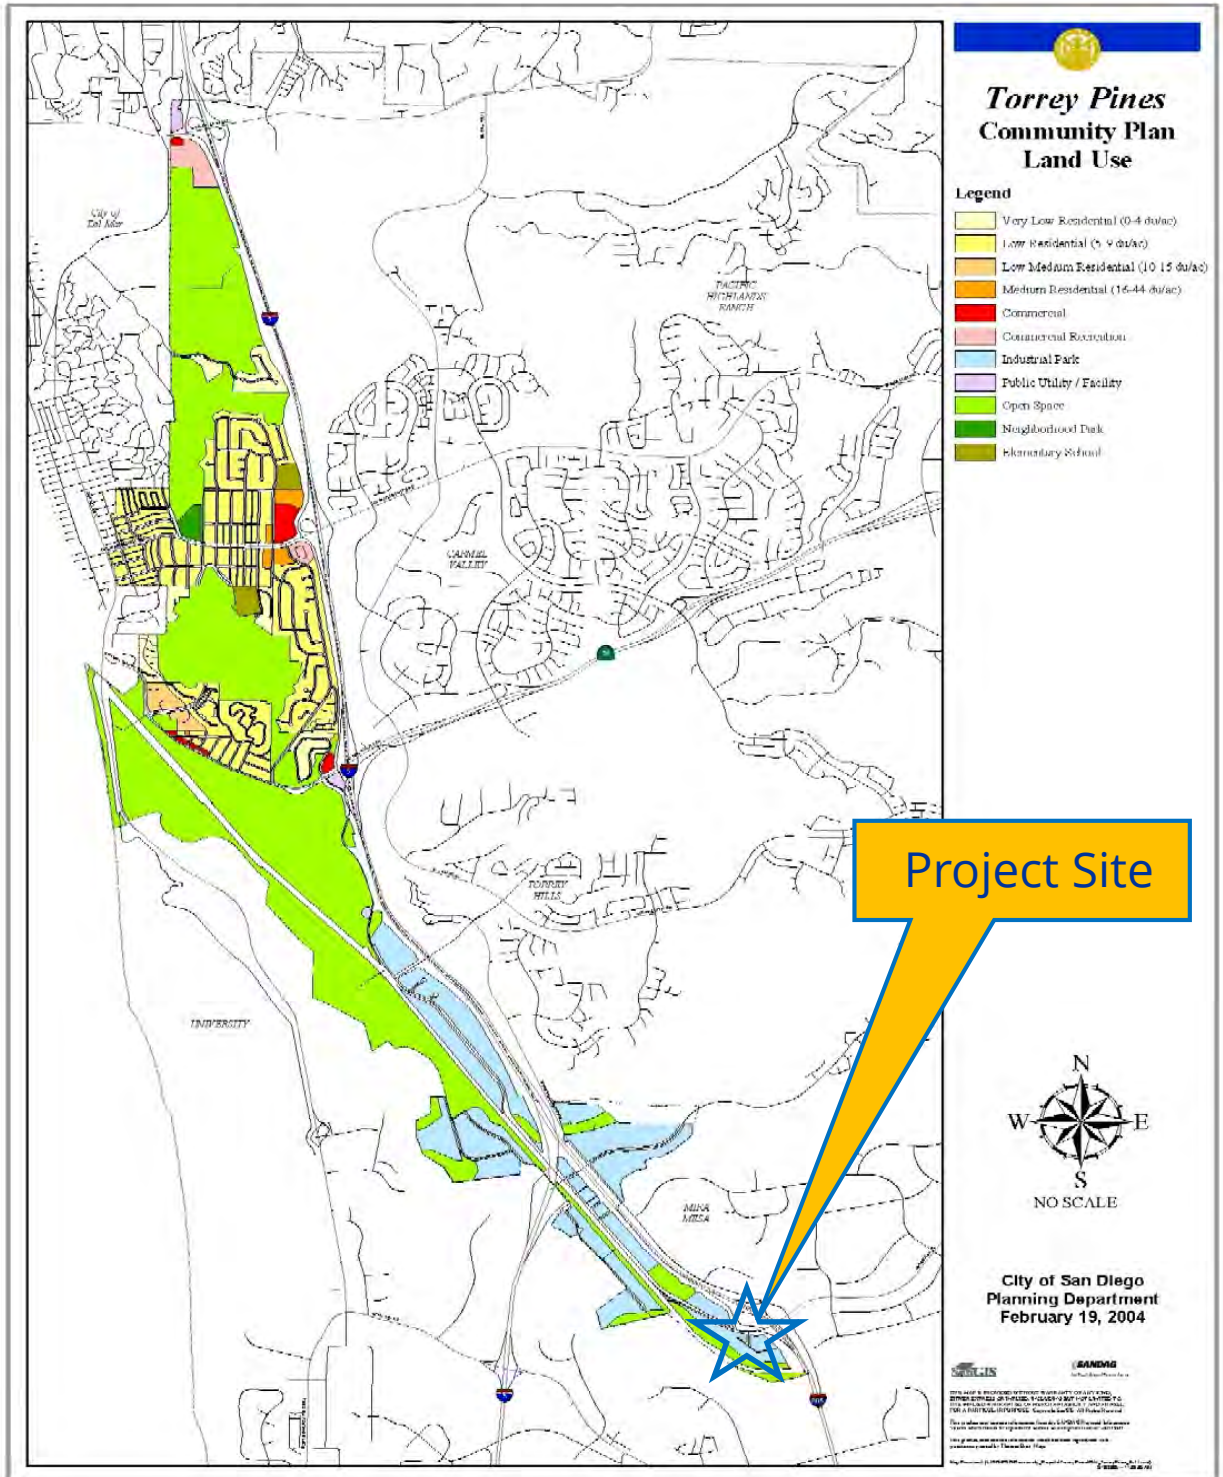 Torrey Pines
Community Plan
Land Use
Legend
Very Low Residential (0-4 du/ac)
Low Residential (5-9 du/ac)
Low Medium Residential (10-15 du/ac)
Medium Residential (16-44 du/ac)
Commercial
Commercial Recreation
Industrial Park
Public Utility / Facility
Open Space
Neighborhood Park
Elementary School
City of
Del Mar
PACIFIC
HIGHLANDS
RANCH
CARMEL
VALLEY
Project Site
TORREY
HILLS
UNIVERSITY
MIRA
MESA
N
W
E
S
NO SCALE
City of San Diego
Planning Department
February 19, 2004
SanGIS
SANDAG